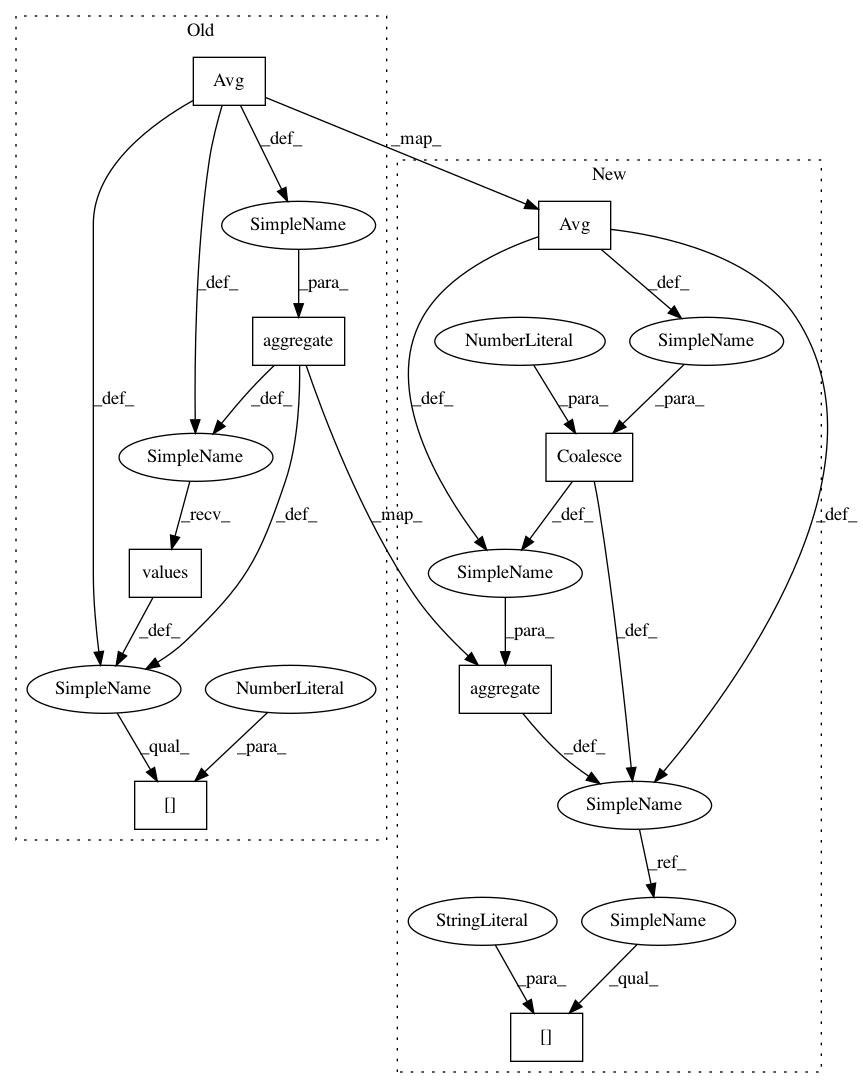 Old
Avg
_def_
_map_
New
SimpleName
Avg
_def_
_para_
_def_
aggregate
NumberLiteral
SimpleName
_def_
_def_
_def_
_para_
_para_
SimpleName
Coalesce
_recv_
_def_
_map_
_def_
_def_
values
SimpleName
_def_
_para_
_def_
SimpleName
NumberLiteral
aggregate
_qual_
_para_
_def_
[]
SimpleName
_ref_
StringLiteral
SimpleName
_para_
_qual_
[]